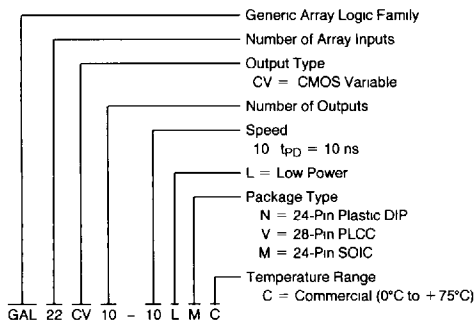 Generic Array Logic Family
Number of Array Inputs
Output Type
CV = CMOS Variable
Number of Outputs
Speed
10 tPD = 10 ns
L = Low Power
Package Type
N = 24-Pin Plastic DIP
V = 28-Pin PLCC
M = 24-Pin SOIC
Temperature Range
C = Commercial (0°C to +75°C)
GAL 22 CV 10 - 10 L M C